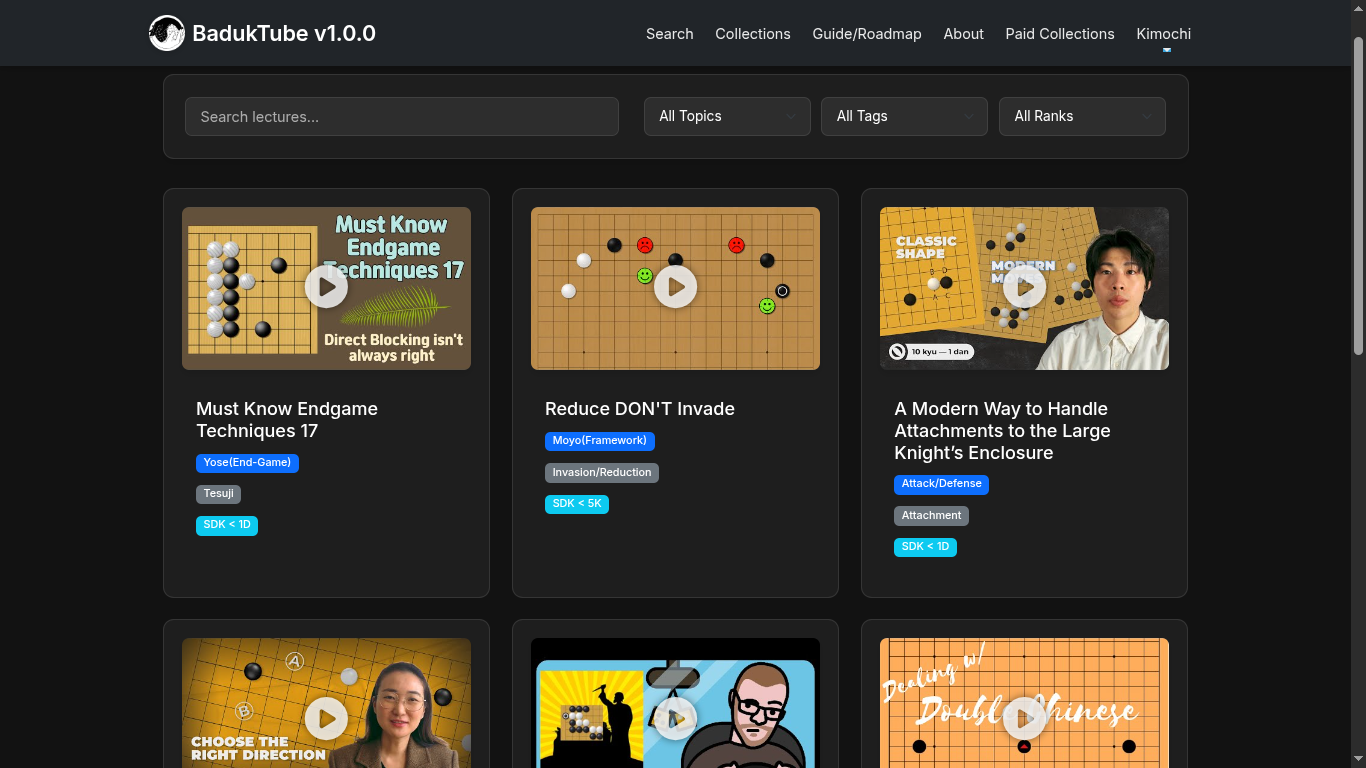 BadukTube v1.0.0
Search
Collections
Guide/Roadmap
About
Paid Collections
Kimochi
Search lectures...
All Topics
All Tags
All Ranks
Must Know
Endgame
Techniques 17
Direct Blocking isn't
always right
CLASSIC
SHAPE
B D
A C
MODERN
10 kyu — 1 dan
Must Know Endgame
Techniques 17
Yose(End-Game)
Tesuji
SDK < 1D
Reduce DON'T Invade
Moyo(Framework)
Invasion/Reduction
SDK < 5K
A Modern Way to Handle
Attachments to the Large
Knight’s Enclosure
Attack/Defense
Attachment
SDK < 1D
A
B
CHOOSE THE
RIGHT DIRECTION
Dealing w/
Double Chinese